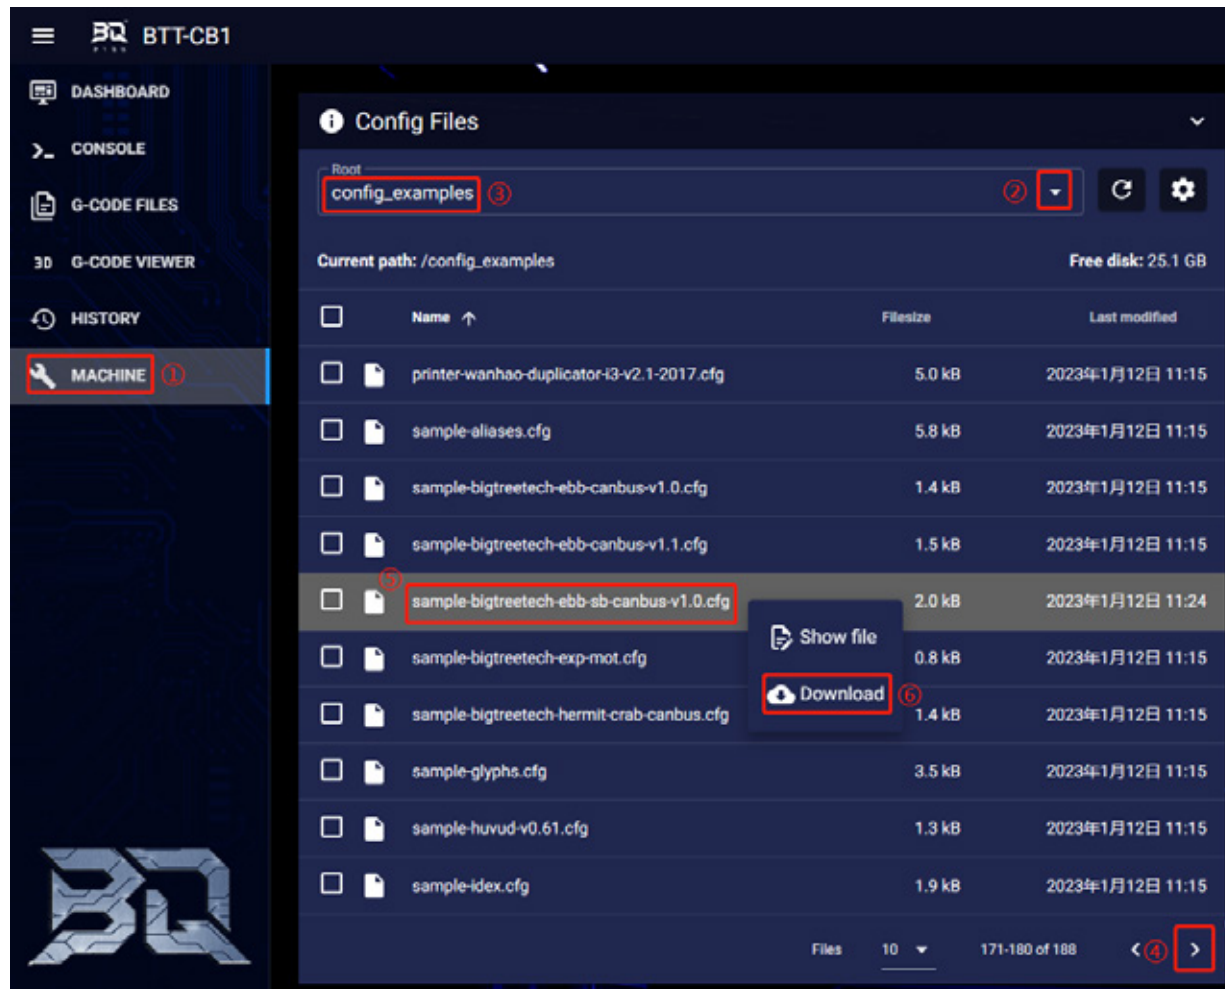 BTT-CB1
DASHBOARD
CONSOLE
G-CODE FILES
3D G-CODE VIEWER
HISTORY
MACHINE ①
Config Files
Root
config_examples ③ ②
Current path: /config_examples Free disk: 25.1 GB
Name Filesize Last modified
printer-wanhao-duplicator-i3-v2.1-2017.cfg 5.0 kB 2023年1月12日 11:15
sample-aliases.cfg 5.8 kB 2023年1月12日 11:15
sample-bigtreetech-ebb-canbus-v1.0.cfg 1.4 kB 2023年1月12日 11:15
sample-bigtreetech-ebb-canbus-v1.1.cfg 1.5 kB 2023年1月12日 11:15
⑤ sample-bigtreetech-ebb-sb-canbus-v1.0.cfg 2.0 kB 2023年1月12日 11:24
Show file
sample-bigtreetech-exp-mot.cfg 0.8 kB 2023年1月12日 11:15
Download ⑥
sample-bigtreetech-hermit-crab-canbus.cfg 1.4 kB 2023年1月12日 11:15
sample-glyphs.cfg 3.5 kB 2023年1月12日 11:15
sample-huvud-v0.61.cfg 1.3 kB 2023年1月12日 11:15
sample-idex.cfg 1.9 kB 2023年1月12日 11:15
BQ
Files 10 171-180 of 188 ④